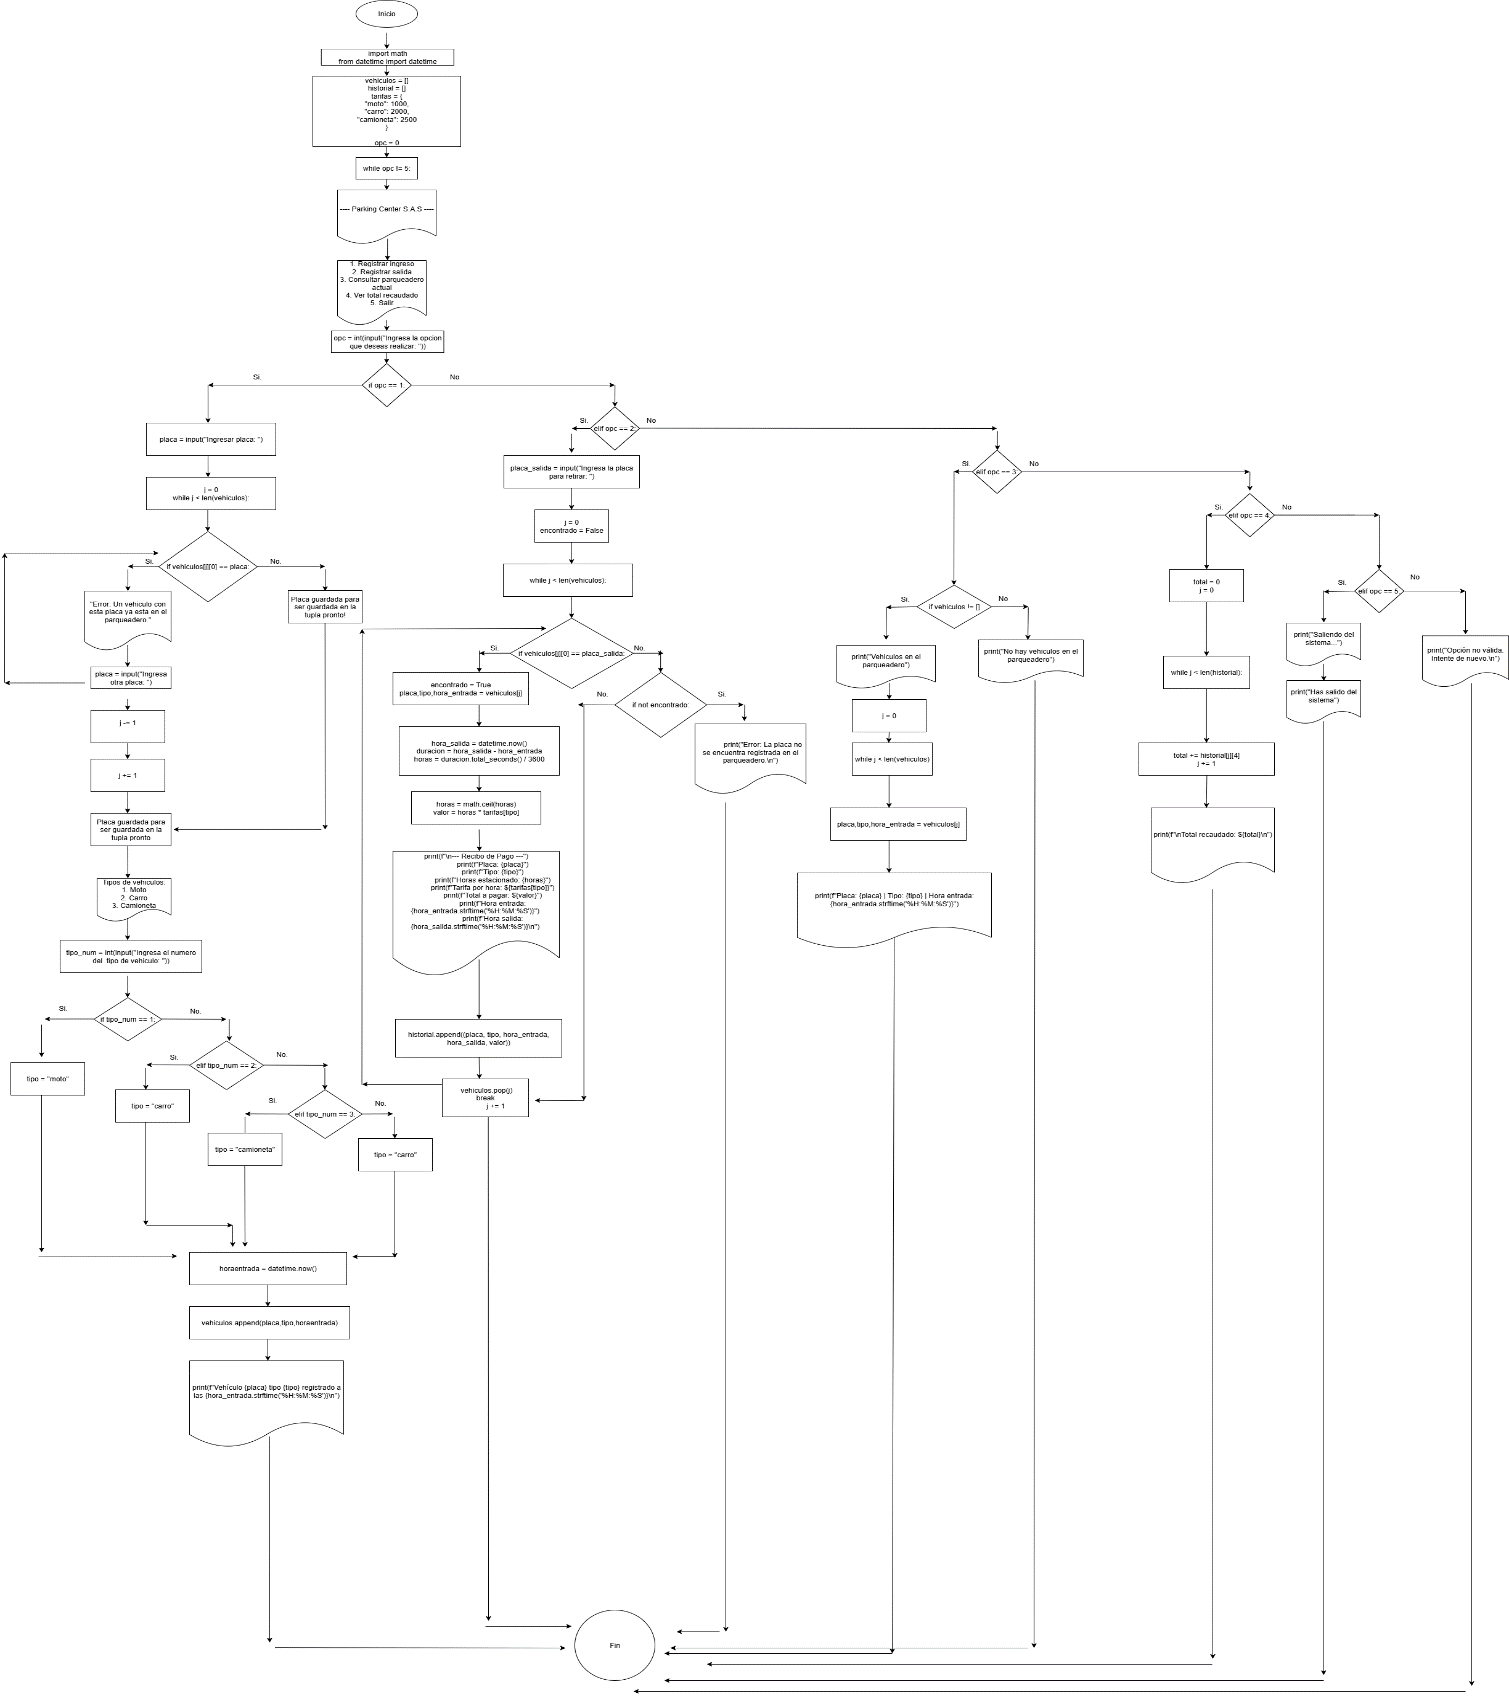 Inicio
import math
from datetime import datetime
vehiculos = []
historial = []
tarifas = {
"moto": 1000,
"carro": 2000,
"camioneta": 2500
}
opc = 0
while opc != 5:
---- Parking Center S.A.S ----
1. Registrar ingreso
2. Registrar salida
3. Consultar parqueadero
actual
4. Ver total recaudado
5. Salir
opc = int(input("Ingresa la opcion
que deseas realizar: "))
if opc == 1:
Si.
No
placa = input("Ingresar placa: ")
j = 0
while j < len(vehiculos):
if vehiculos[j][0] == placa:
Si.
No.
"Error: Un vehiculo con
esta placa ya esta en el
parqueadero."
Placa guardada para
ser guardada en la
tupla pronto!
placa = input("Ingresa
otra placa: ")
j -= 1
j += 1
Placa guardada para
ser guardada en la
tupla pronto
Tipos de vehiculos:
1. Moto
2. Carro
3. Camioneta
tipo_num = int(input("Ingresa el numero
del tipo de vehiculo: "))
if tipo_num == 1:
Si.
No.
tipo = "moto"
elif tipo_num == 2:
Si.
No.
tipo = "carro"
elif tipo_num == 3:
Si.
No.
tipo = "camioneta"
tipo = "carro"
horaentrada = datetime.now()
vehiculos.append(placa,tipo,horaentrada)
print(f"Vehículo {placa} tipo {tipo} registrado a
las {hora_entrada.strftime('%H:%M:%S')}\n")
elif opc == 2:
Si.
No
placa_salida = input("Ingresa la placa
para retirar: ")
j = 0
encontrado = False
while j < len(vehiculos):
if vehiculos[j][0] == placa_salida:
Si.
No.
encontrado = True
placa,tipo,hora_entrada = vehiculos[j]
hora_salida = datetime.now()
duracion = hora_salida - hora_entrada
horas = duracion.total_seconds() / 3600
horas = math.ceil(horas)
valor = horas * tarifas[tipo]
print(f"\n--- Recibo de Pago ---")
print(f"Placa: {placa}")
print(f"Tipo: {tipo}")
print(f"Horas estacionado: {horas}")
print(f"Tarifa por hora: ${tarifas[tipo]}")
print(f"Total a pagar: ${valor}")
print(f"Hora entrada:
{hora_entrada.strftime('%H:%M:%S')}")
print(f"Hora salida:
{hora_salida.strftime('%H:%M:%S')}\n")
historial.append((placa, tipo, hora_entrada,
hora_salida, valor))
vehiculos.pop(j)
break
j += 1
if not encontrado:
No.
Si.
print("Error: La placa no
se encuentra registrada en el
parqueadero.\n")
elif opc == 3:
Si.
No
if vehiculos != []
Si.
No
print("Vehiculos en el
parqueadero")
print("No hay vehiculos en el
parqueadero")
j = 0
while j < len(vehiculos)
placa,tipo,hora_entrada = vehiculos[j]
print(f"Placa: {placa} | Tipo: {tipo} | Hora entrada:
{hora_entrada.strftime('%H:%M:%S')}")
elif opc == 4:
Si.
No
total = 0
j = 0
while j < len(historial):
total += historial[j][4]
j += 1
print(f"\nTotal recaudado: ${total}\n")
elif opc == 5:
Si.
No
print("Saliendo del
sistema...")
print("Has salido del
sistema")
print("Opción no válida.
Intente de nuevo.\n")
Fin